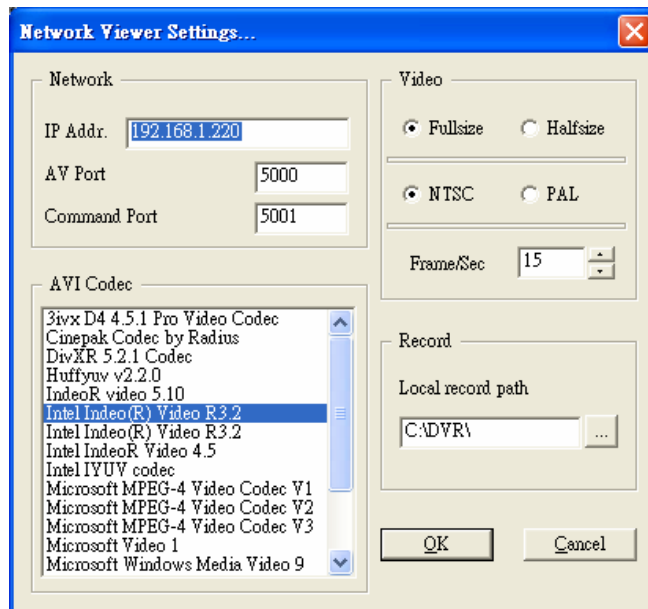 Network Viewer Settings...
Network
IP Addr. 192.168.1.220
AV Port 5000
Command Port 5001
AVI Codec
3ivx D4 4.5.1 Pro Video Codec
Cinepak Codec by Radius
DivXR 5.2.1 Codec
Huffyuv v2.2.0
IndeoR video 5.10
Intel Indeo(R) Video R3.2
Intel Indeo(R) Video R3.2
Intel IndeoR Video 4.5
Intel IYUV codec
Microsoft MPEG-4 Video Codec V1
Microsoft MPEG-4 Video Codec V2
Microsoft MPEG-4 Video Codec V3
Microsoft Video 1
Microsoft Windows Media Video 9
Video
Fullsize Halfsize
NTSC PAL
Frame/Sec 15
Record
Local record path
C:\DVR\ ...
OK Cancel